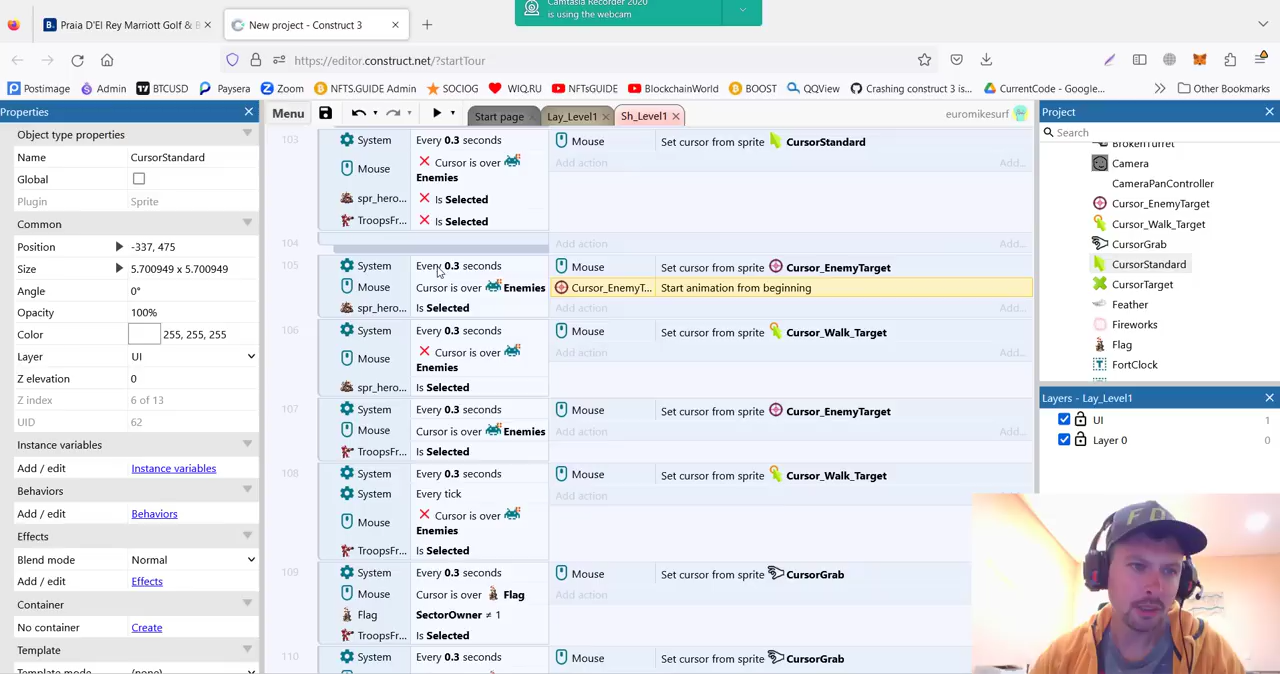 Camtasia Recorder 2020
is using the webcam
Praia D'El Rey Marriott Golf & B
New project - Construct 3
https://editor.construct.net/?startTour
Postimage Admin BTCUSD Paysera Zoom NFTS.GUIDE Admin SOCIOG WIQ.RU NFTsGUIDE BlockchainWorld BOOST QQView Crashing construct 3 is... CurrentCode – Google... Other Bookmarks
Properties
Menu
Start page
Lay_Level1
Sh_Level1
euromikesurf
Project
Object type properties
Name CursorStandard
Global
Plugin Sprite
Common
Position -337, 475
Size 5.700949 x 5.700949
Angle 0°
Opacity 100%
Color 255, 255, 255
Layer UI
Z elevation 0
Z index 6 of 13
UID 62
Instance variables
Add / edit Instance variables
Behaviors
Add / edit Behaviors
Effects
Blend mode Normal
Add / edit Effects
Container
No container Create
Template
Template mode (none)
103 System Every 0.3 seconds
Mouse Cursor is over
Enemies
spr_hero... Is Selected
TroopsFr... Is Selected
Mouse Set cursor from sprite CursorStandard
Add action Add...
104 Add action
105 System Every 0.3 seconds
Mouse Cursor is over Enemies
spr_hero... Is Selected
Mouse Set cursor from sprite Cursor_EnemyTarget
Cursor_EnemyT... Start animation from beginning
Add action Add...
106 System Every 0.3 seconds
Mouse Cursor is over
Enemies
spr_hero... Is Selected
Mouse Set cursor from sprite Cursor_Walk_Target
Add action Add...
107 System Every 0.3 seconds
Mouse Cursor is over Enemies
TroopsFr... Is Selected
Mouse Set cursor from sprite Cursor_EnemyTarget
Add action Add...
108 System Every 0.3 seconds
System Every tick
Mouse Cursor is over
Enemies
TroopsFr... Is Selected
Mouse Set cursor from sprite Cursor_Walk_Target
Add action
109 System Every 0.3 seconds
Mouse Cursor is over Flag
Flag SectorOwner ≠ 1
TroopsFr... Is Selected
Mouse Set cursor from sprite CursorGrab
Add action
110 System Every 0.3 seconds
Mouse Set cursor from sprite CursorGrab
Search
Camera
CameraPanController
Cursor_EnemyTarget
Cursor_Walk_Target
CursorGrab
CursorStandard
CursorTarget
Feather
Fireworks
Flag
FortClock
Layers - Lay_Level1
UI 1
Layer 0 0